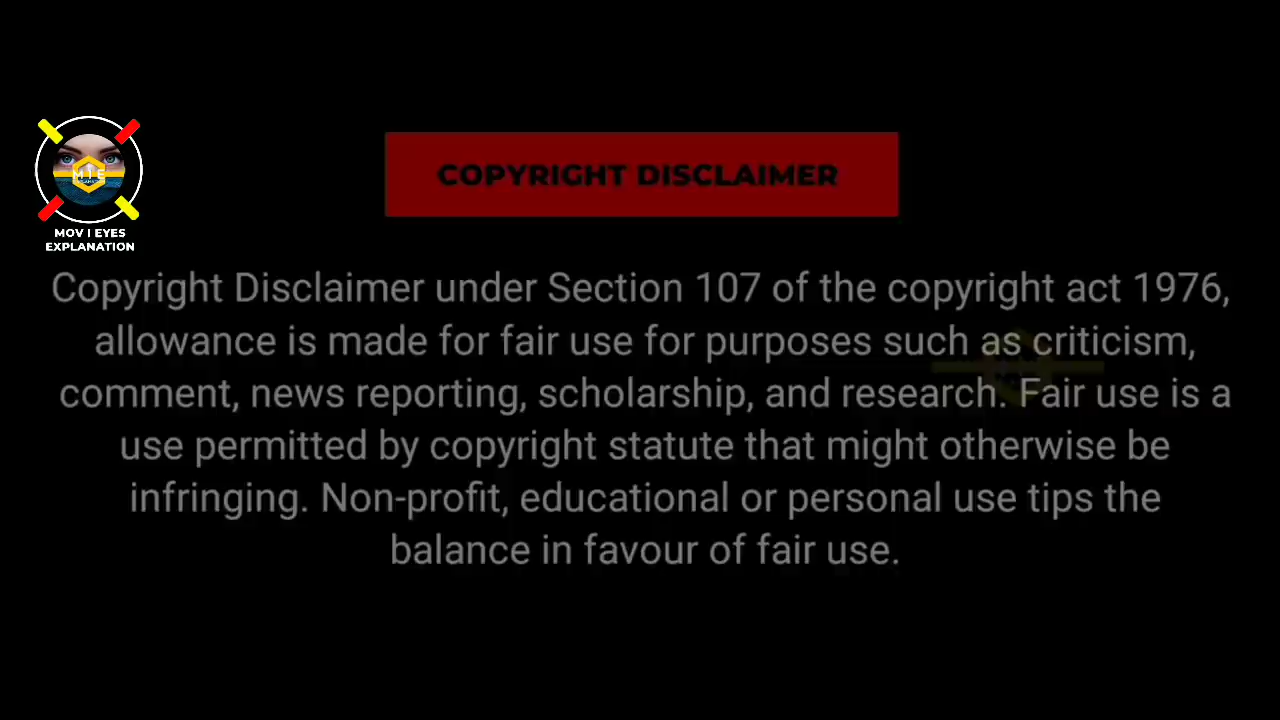 COPYRIGHT DISCLAIMER
M I E
MOV I EYES
EXPLANATION
Copyright Disclaimer under Section 107 of the copyright act 1976,
allowance is made for fair use for purposes such as criticism,
comment, news reporting, scholarship, and research. Fair use is a
use permitted by copyright statute that might otherwise be
infringing. Non-profit, educational or personal use tips the
balance in favour of fair use.